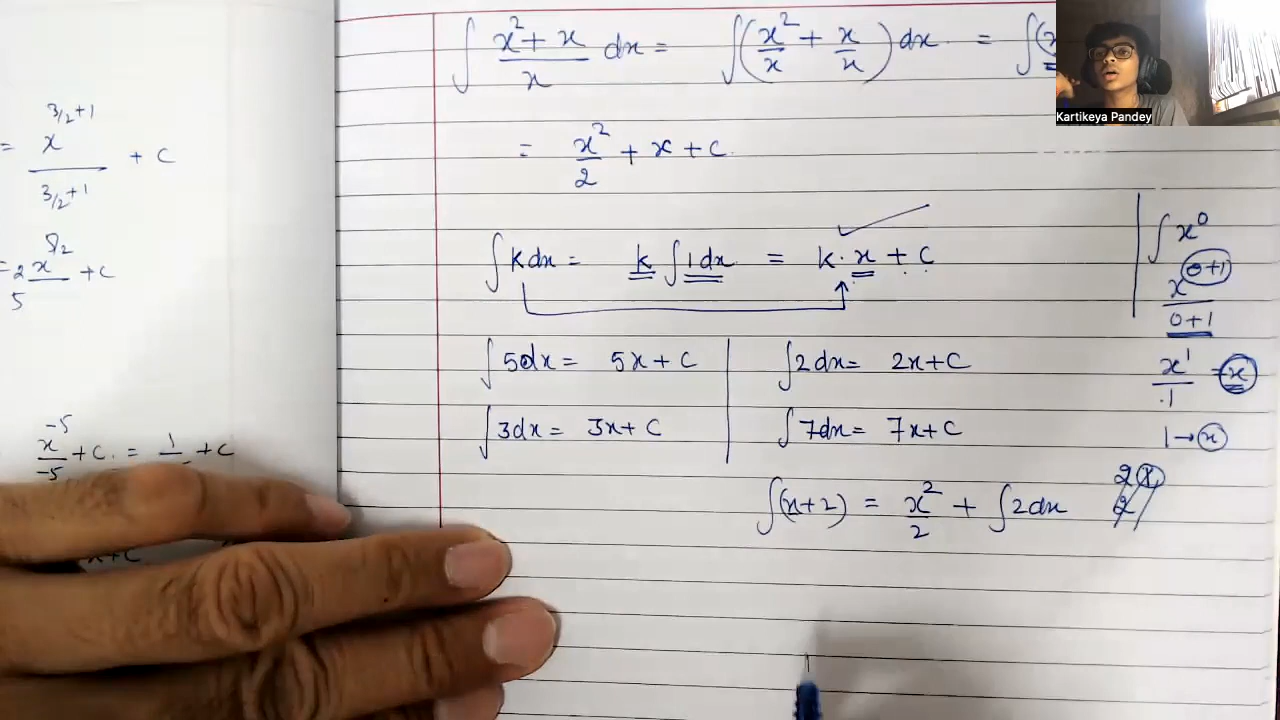 ∫ (x² + x)/x dx = ∫(x²/x + x/x) dx = ∫(x
Kartikeya Pandey
= x²/2 + x + c
∫ k dx = k ∫ 1 dx = k · x + c
∫ 5 dx = 5x + c
∫ 2 dx = 2x + c
∫ 3 dx = 3x + c
∫ 7 dx = 7x + c
∫(x + 2) = x²/2 + ∫ 2 dx
∫ x⁰
x^(0+1)/(0+1)
x¹/1 = x
1 → x
= x^(3/2+1)/(3/2+1) + c
= 2x^(5/2)/5 + c
x⁻⁵/-5 + c. = 1/ + c
x + c